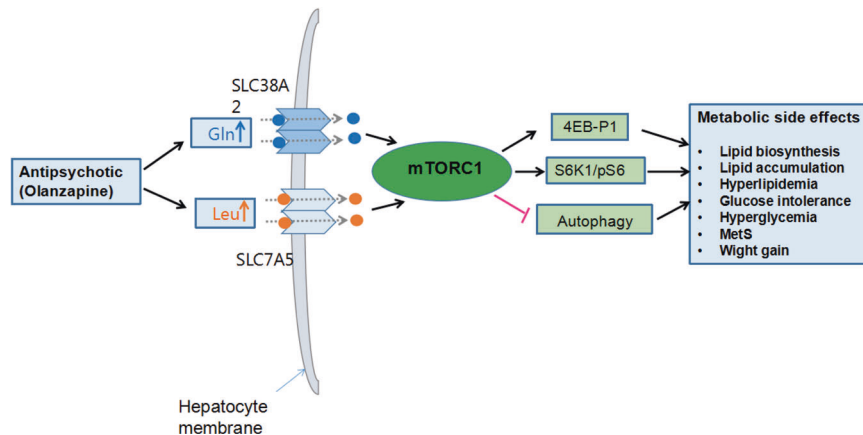 SLC38A
2
Gln
Antipsychotic
(Olanzapine)
Leu
SLC7A5
Hepatocyte
membrane
mTORC1
4EB-P1
S6K1/pS6
Autophagy
Metabolic side effects
• Lipid biosynthesis
• Lipid accumulation
• Hyperlipidemia
• Glucose intolerance
• Hyperglycemia
• MetS
• Wight gain